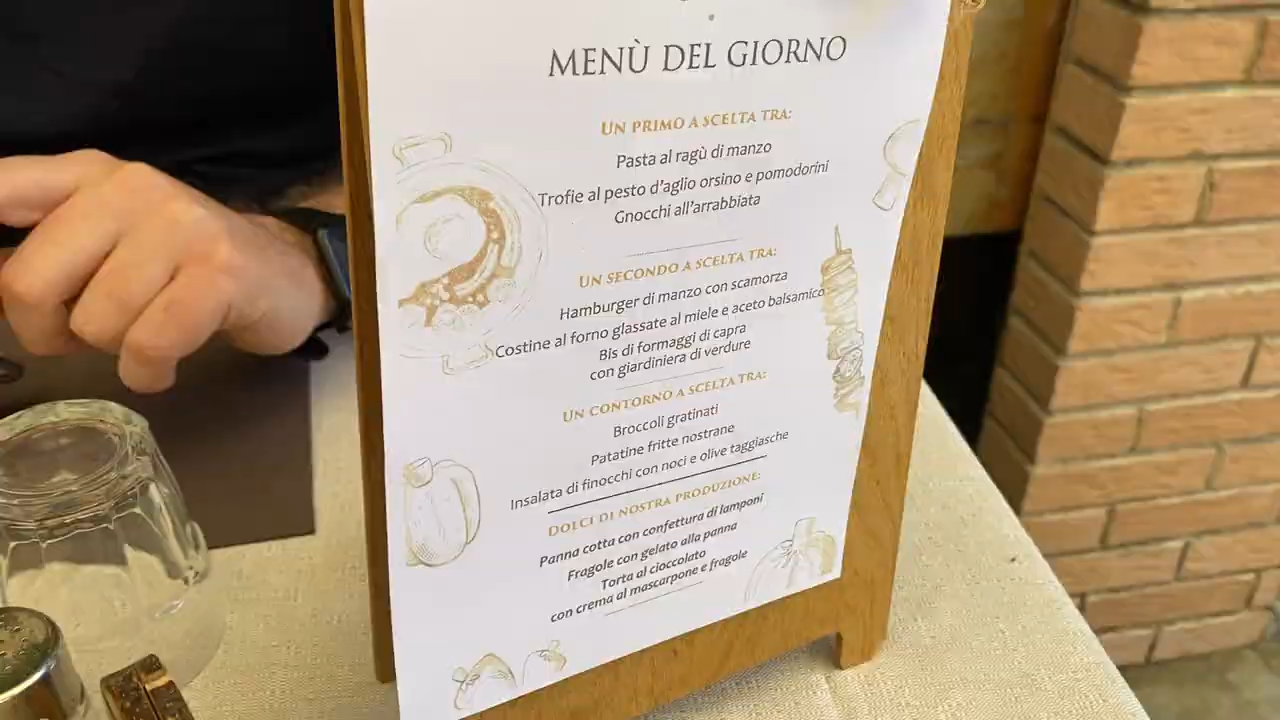 MENÙ DEL GIORNO
UN PRIMO A SCELTA TRA:
Pasta al ragù di manzo
Trofie al pesto d'aglio orsino e pomodorini
Gnocchi all'arrabbiata
UN SECONDO A SCELTA TRA:
Hamburger di manzo con scamorza
Costine al forno glassate al miele e aceto balsamico
Bis di formaggi di capra
con giardiniera di verdure
UN CONTORNO A SCELTA TRA:
Broccoli gratinati
Patatine fritte nostrane
Insalata di finocchi con noci e olive taggiasche
DOLCI DI NOSTRA PRODUZIONE:
Panna cotta con confettura di lamponi
Fragole con gelato alla panna
Torta al cioccolato
con crema al mascarpone e fragole